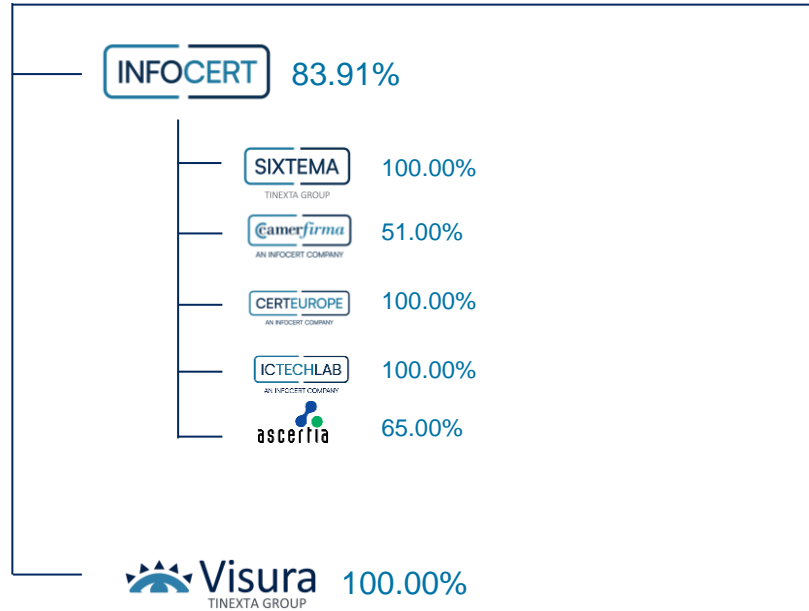 INFOCERT 83.91%
SIXTEMA 100.00%
TINEXTA GROUP
Camerfirma 51.00%
AN INFOCERT COMPANY
CERTEUROPE 100.00%
AN INFOCERT COMPANY
ICTECHLAB 100.00%
AN INFOCERT COMPANY
ascertia 65.00%
Visura 100.00%
TINEXTA GROUP